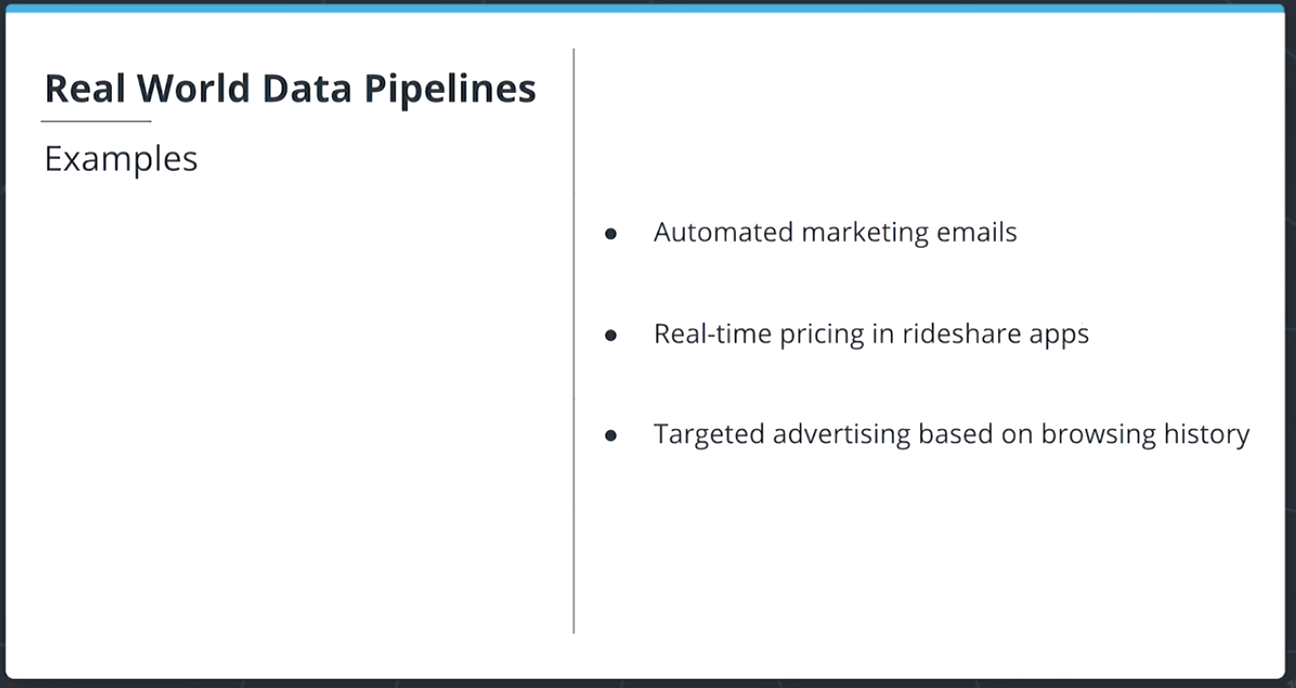 Real World Data Pipelines
Examples
● Automated marketing emails
● Real-time pricing in rideshare apps
● Targeted advertising based on browsing history